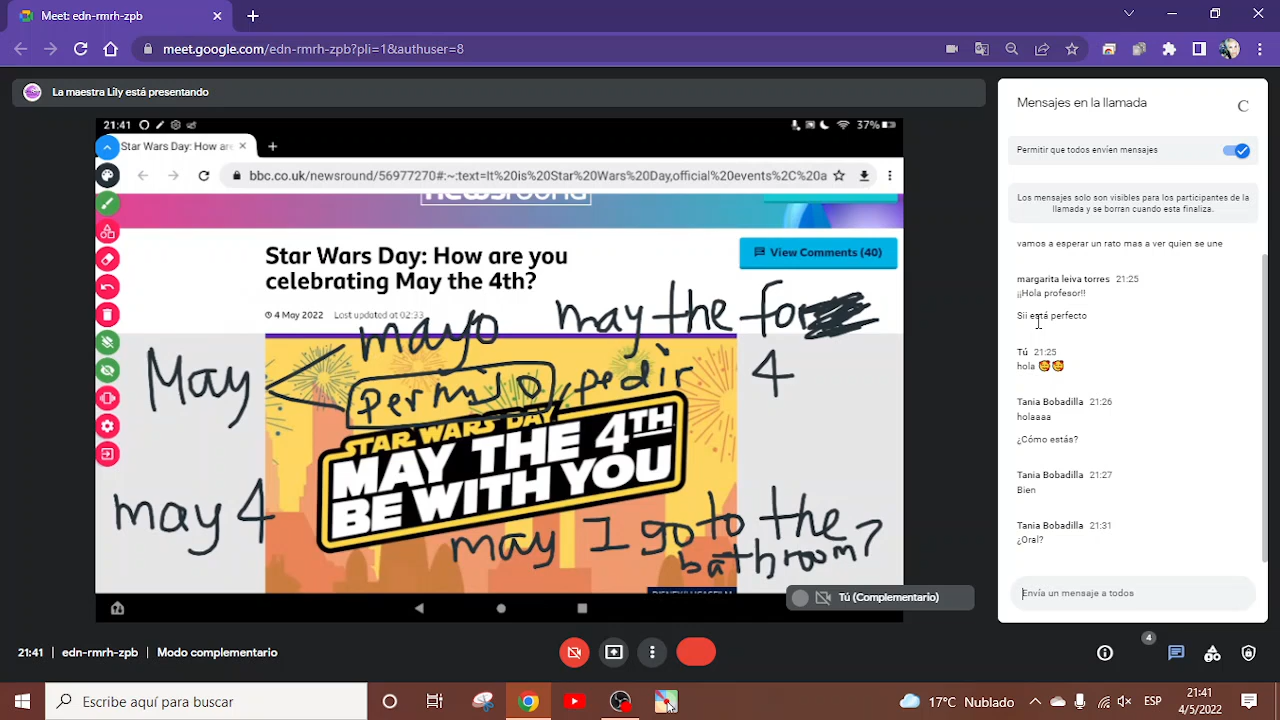 Meet - edn-rmrh-zpb
meet.google.com/edn-rmrh-zpb?pli=1&authuser=8
La maestra Lily está presentando
21:41
37%
Star Wars Day: How are
bbc.co.uk/newsround/56977270#:~:text=It%20is%20Star%20Wars%20Day,official%20events%2C%20a
newsround
Star Wars Day: How are you
celebrating May the 4th?
View Comments (40)
4 May 2022 Last updated at 02:33
mayo
may the for
May
permiso, pedir
4
STAR WARS DAY
MAY THE 4TH
BE WITH YOU
may 4
may I go to the
bathroom?
DISNEY/LUCASFILM
Tú (Complementario)
Mensajes en la llamada
C
Permitir que todos envíen mensajes
Los mensajes solo son visibles para los participantes de la
llamada y se borran cuando esta finaliza.
vamos a esperar un rato mas a ver quien se une
margarita leiva torres 21:25
¡¡Hola profesor!!
Sii está perfecto
Tú 21:25
hola 🥰🥰
Tania Bobadilla 21:26
holaaaa
¿Cómo estás?
Tania Bobadilla 21:27
Bien
Tania Bobadilla 21:31
¿Oral?
Envía un mensaje a todos
21:41 | edn-rmrh-zpb | Modo complementario
4
Escribe aquí para buscar
17°C Nublado
ESP
21:41
4/5/2022